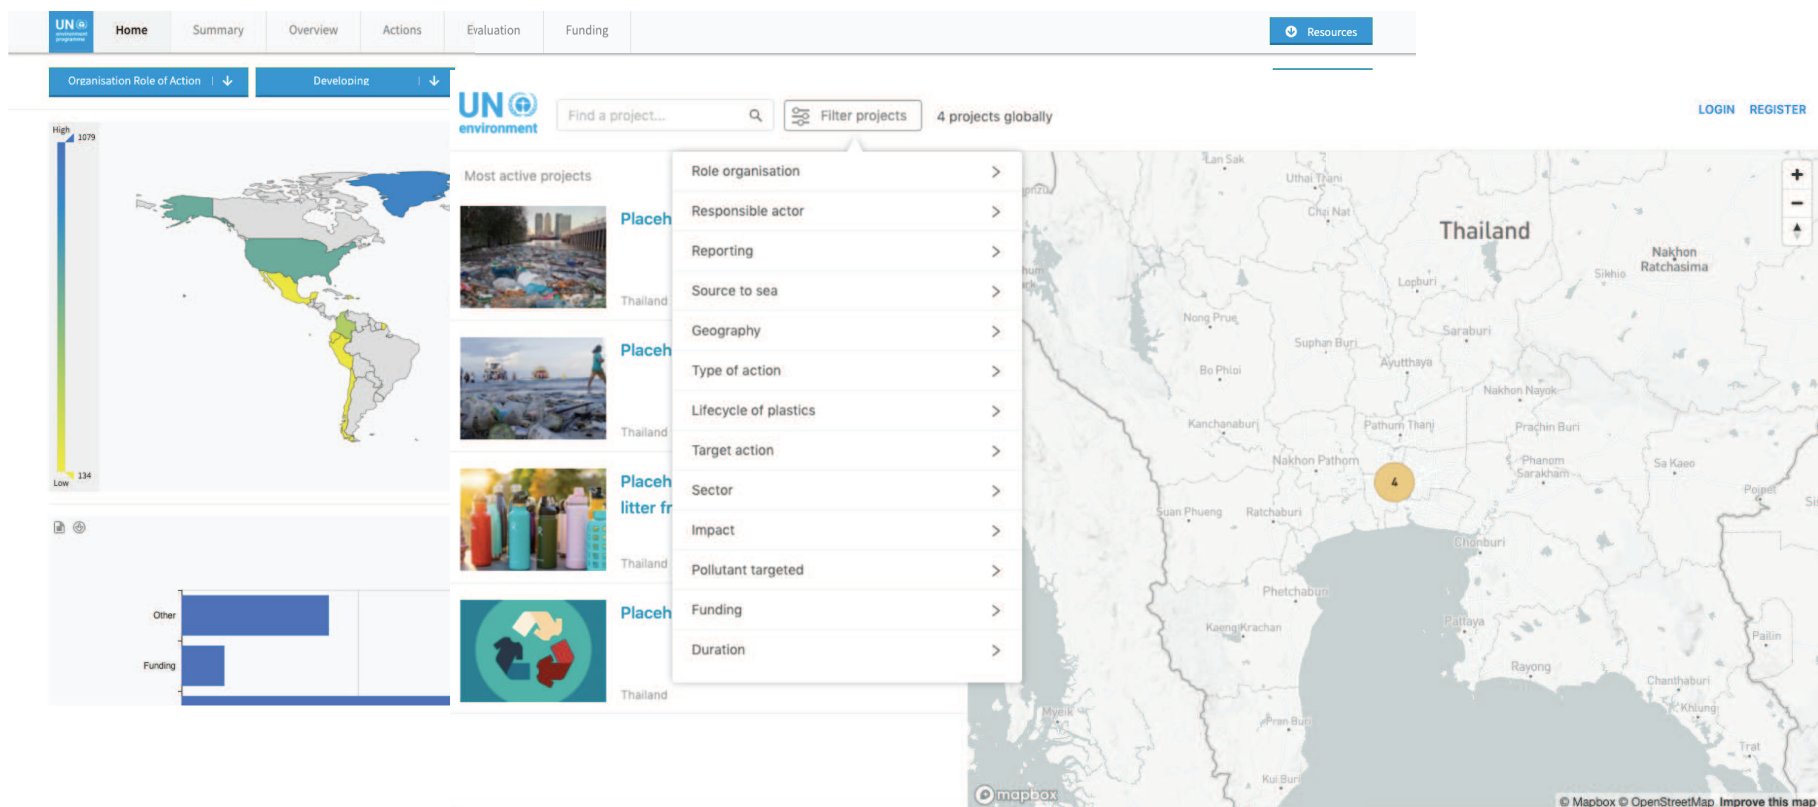 UN
environment
programme
Home
Summary
Overview
Actions
Evaluation
Funding
Resources
Organisation Role of Action
Developing
High
1079
134
Low
Other
Funding
UN
environment
Find a project...
Filter projects
4 projects globally
LOGIN
REGISTER
Most active projects
Placeh
Thailand
Placeh
Thailand
Placeh
litter fr
Thailand
Placeh
Thailand
Role organisation
Responsible actor
Reporting
Source to sea
Geography
Type of action
Lifecycle of plastics
Target action
Sector
Impact
Pollutant targeted
Funding
Duration
Lan Sak
Uthai Thani
Chai Nat
Thailand
Nakhon
Ratchasima
Sikhio
Lopburi
Nong Prue
Saraburi
Suphan Buri
Ayutthaya
Bo Phloi
Nakhon Nayok
Kanchanaburi
Pathum Thani
Prachin Buri
Nakhon Pathom
Phanom
Sarakham
Sa Kaeo
4
Poipet
Suan Phueng
Ratchaburi
Chonburi
Phetchaburi
Kaeng Krachan
Pattaya
Pailin
Rayong
Chanthaburi
Khlung
Myeik
Pran Buri
Trat
Kui Buri
mapbox
© Mapbox © OpenStreetMap Improve this map